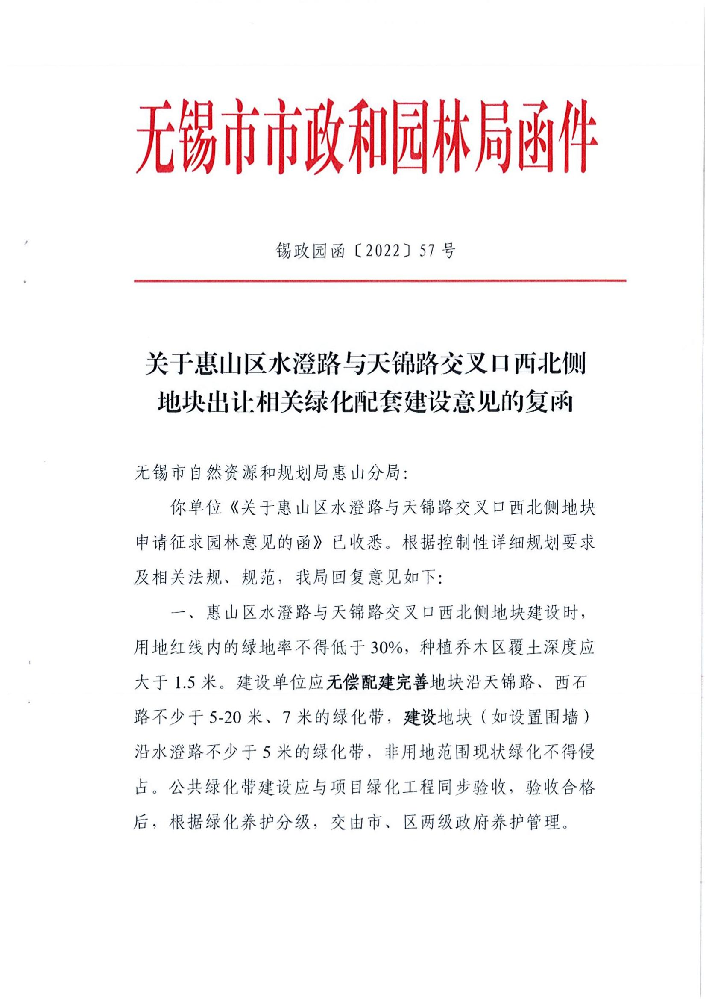 无锡市市政和园林局函件
锡政园函〔2022〕57 号
关于惠山区水澄路与天锦路交叉口西北侧
地块出让相关绿化配套建设意见的复函
无锡市自然资源和规划局惠山分局：
你单位《关于惠山区水澄路与天锦路交叉口西北侧地块
申请征求园林意见的函》已收悉。根据控制性详细规划要求
及相关法规、规范，我局回复意见如下：
一、惠山区水澄路与天锦路交叉口西北侧地块建设时，
用地红线内的绿地率不得低于 30%，种植乔木区覆土深度应
大于 1.5 米。建设单位应无偿配建完善地块沿天锦路、西石
路不少于 5-20 米、7 米的绿化带，建设地块（如设置围墙）
沿水澄路不少于 5 米的绿化带，非用地范围现状绿化不得侵
占。公共绿化带建设应与项目绿化工程同步验收，验收合格
后，根据绿化养护分级，交由市、区两级政府养护管理。